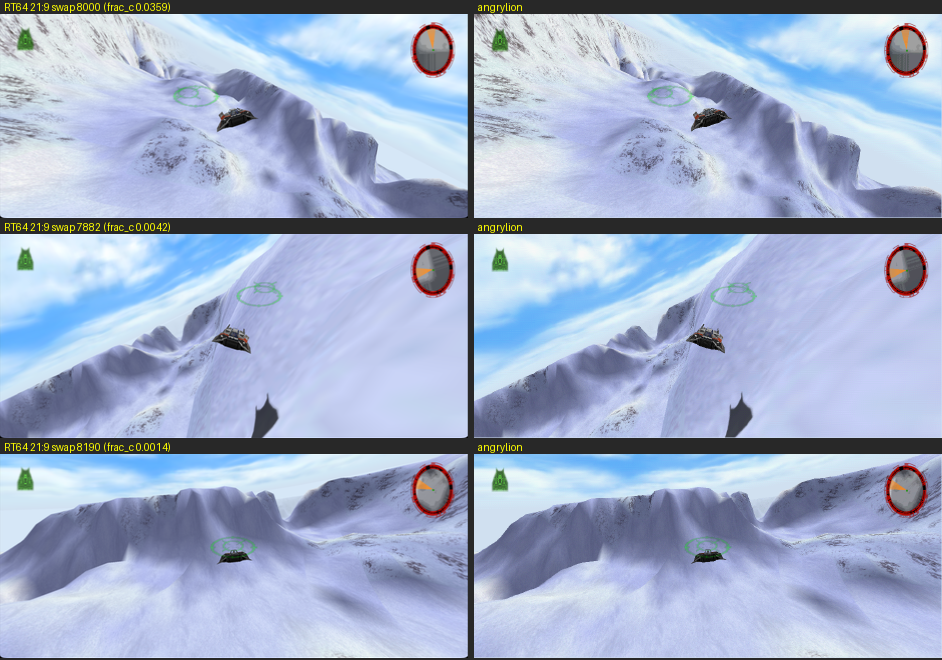 RT64 21:9 swap 8000 (frac_c 0.0359)
angrylion
RT64 21:9 swap 7882 (frac_c 0.0042)
angrylion
RT64 21:9 swap 8190 (frac_c 0.0014)
angrylion